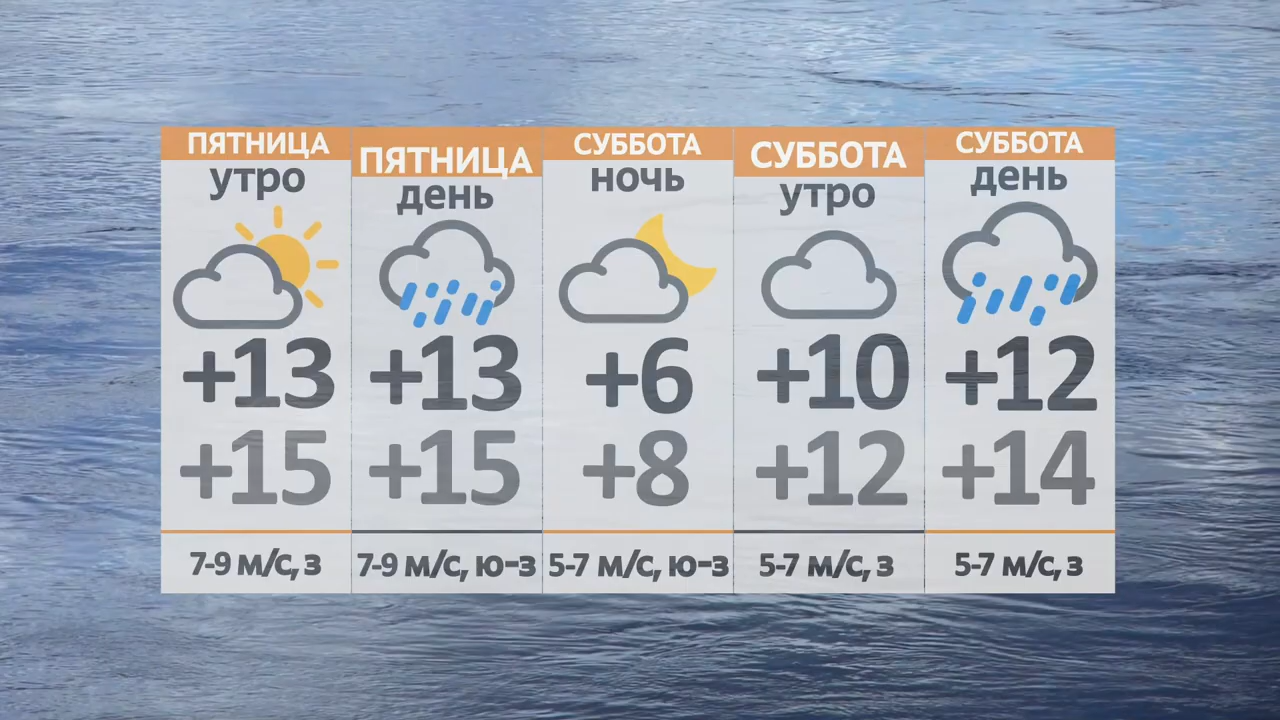 ПЯТНИЦА
утро
+13
+15
7-9 м/с, з
ПЯТНИЦА
день
+13
+15
7-9 м/с, ю-з
СУББОТА
ночь
+6
+8
5-7 м/с, ю-з
СУББОТА
утро
+10
+12
5-7 м/с, з
СУББОТА
день
+12
+14
5-7 м/с, з